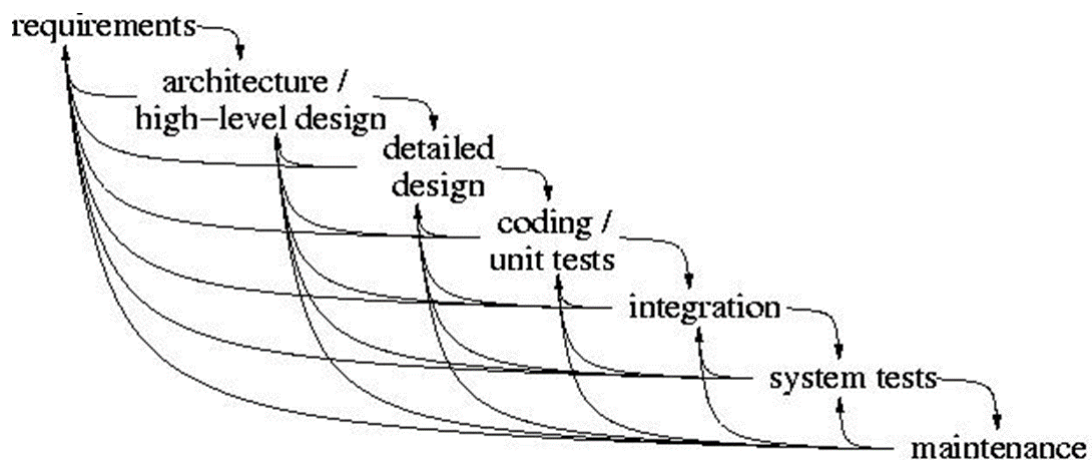 requirements
architecture /
high-level design
detailed
design
coding /
unit tests
integration
system tests
maintenance